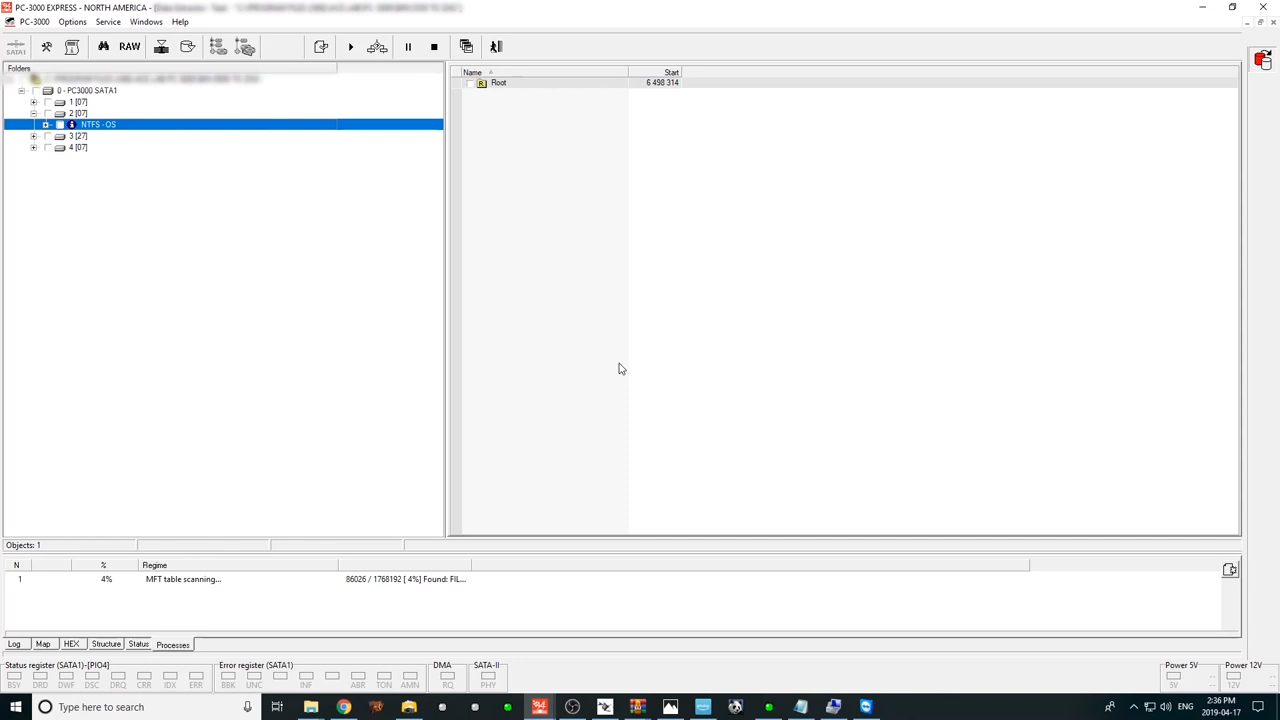 PC-3000 EXPRESS - NORTH AMERICA - [
PC-3000 Options Service Windows Help
SATA1 RAW
Folders
0 - PC3000 SATA1
1 [07]
2 [07]
NTFS - OS
3 [27]
4 [07]
Name Start
Root 6 498 314
Objects: 1
N % Regime
1 4% MFT table scanning... 86026 / 1768192 [ 4%] Found: FIL...
Log Map HEX Structure Status Processes
Status register (SATA1)-[PIO4] Error register (SATA1) DMA SATA-II Power 5V Power 12V
BSY DRD DWF DSC DRQ CRR IDX ERR BBK UNC INF ABR TON AMN RQ PHY 5V -- 12V --
Type here to search ENG 2:36 PM
2019-04-17